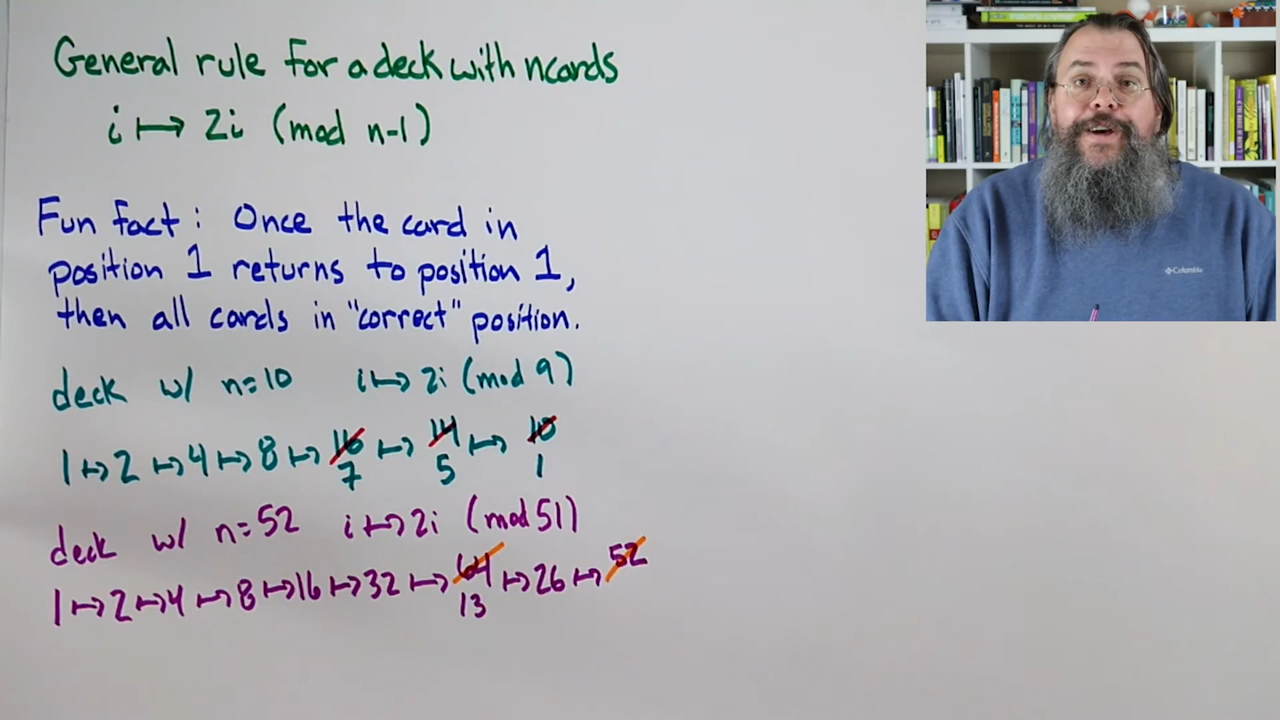 General rule for a deck with n cards
i ↦ 2i (mod n-1)
Fun fact: Once the card in
position 1 returns to position 1,
then all cards in "correct" position.
deck w/ n=10 i ↦ 2i (mod 9)
1 ↦ 2 ↦ 4 ↦ 8 ↦ 16 ↦ 14 ↦ 10
7 5 1
deck w/ n=52 i ↦ 2i (mod 51)
1 ↦ 2 ↦ 4 ↦ 8 ↦ 16 ↦ 32 ↦ 64 ↦ 26 ↦ 52
13
Columbia